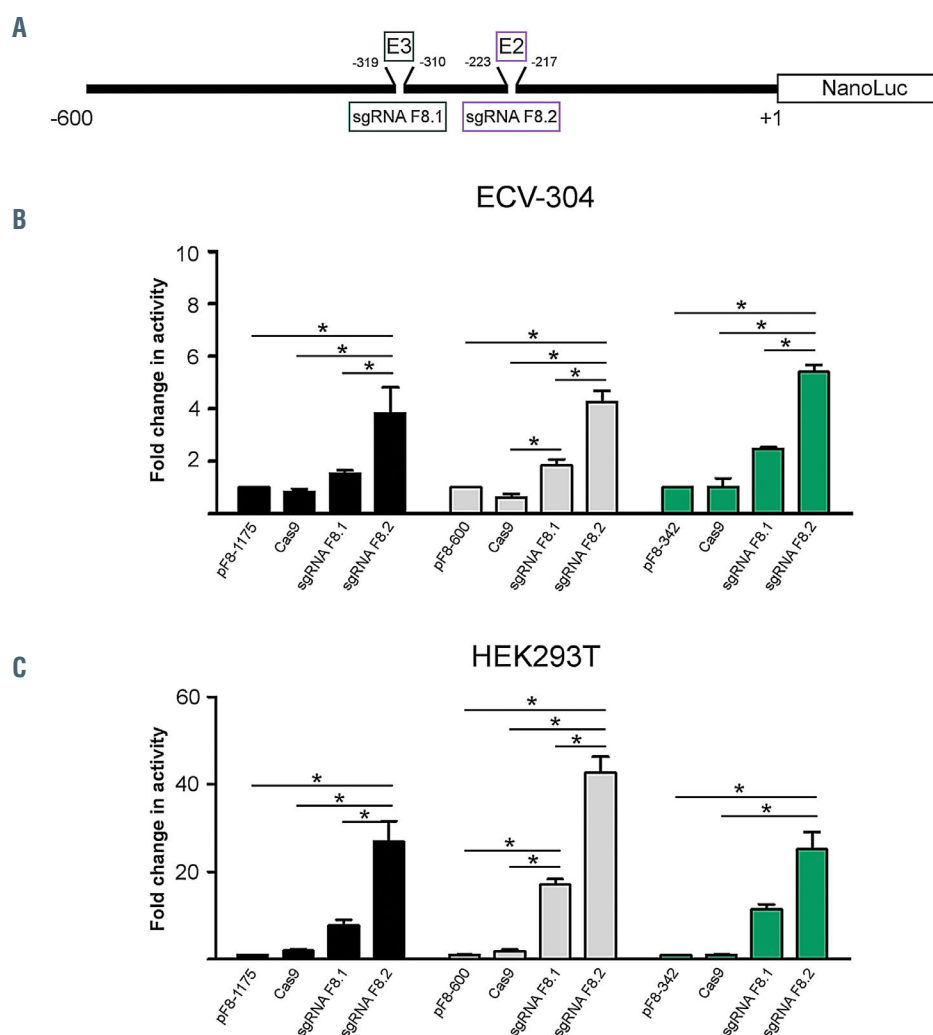 A
E3 E2
-319 -310 -223 -217
NanoLuc
-600 sgRNA F8.1 sgRNA F8.2 +1
ECV-304
B
Fold change in activity
10
8
6
4
2
* * * * * * * * * *
pF8-1175 Cas9 sgRNA F8.1 sgRNA F8.2 pF8-600 Cas9 sgRNA F8.1 sgRNA F8.2 pF8-342 Cas9 sgRNA F8.1 sgRNA F8.2
HEK293T
C
Fold change in activity
60
40
20
* * * * * * * * * *
pF8-1175 Cas9 sgRNA F8.1 sgRNA F8.2 pF8-600 Cas9 sgRNA F8.1 sgRNA F8.2 pF8-342 Cas9 sgRNA F8.1 sgRNA F8.2